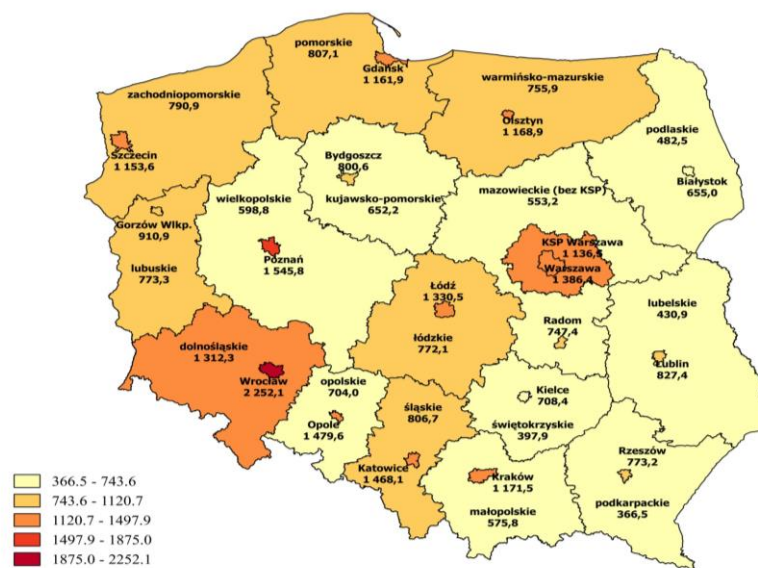 pomorskie
807,1
Gdańsk
1 161,9
warmińsko-mazurskie
755,9
zachodniopomorskie
790,9
Olsztyn
1 168,9
podlaskie
482,5
Szczecin
1 153,6
Bydgoszcz
800,6
Białystok
655,0
wielkopolskie
598,8
kujawsko-pomorskie
652,2
mazowieckie (bez KSP)
553,2
Gorzów Wlkp.
910,9
KSP Warszawa
1 136,5
Poznań
1 545,8
Warszawa
1 386,4
lubuskie
773,3
Łódź
1 330,5
lubelskie
430,9
Radom
747,4
łódzkie
772,1
dolnośląskie
1 312,3
Lublin
827,4
Wrocław
2 252,1
opolskie
704,0
Kielce
708,4
śląskie
806,7
świętokrzyskie
397,9
Opole
1 479,6
Rzeszów
773,2
Katowice
1 468,1
Kraków
1 171,5
podkarpackie
366,5
małopolskie
575,8
366.5 - 743.6
743.6 - 1120.7
1120.7 - 1497.9
1497.9 - 1875.0
1875.0 - 2252.1